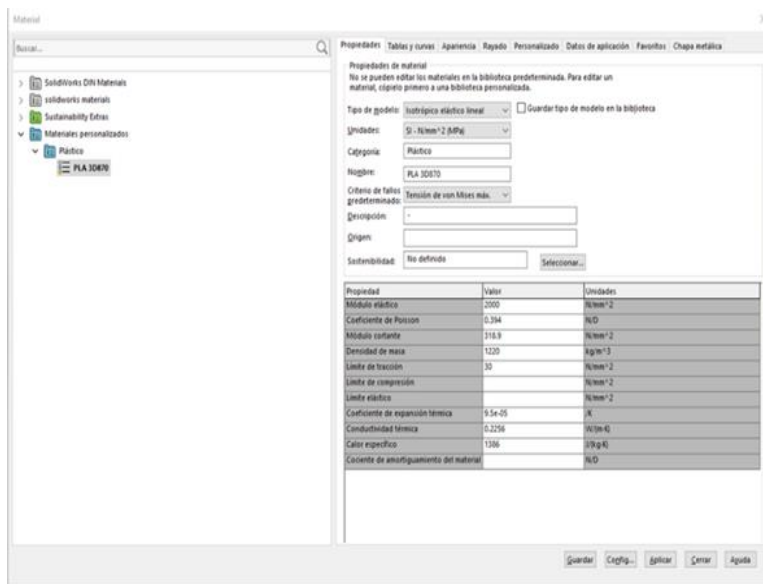 Material
Buscar...
SolidWorks DIN Materials
solidworks materials
Sustainability Extras
Materiales personalizados
Plástico
PLA 3D870
Propiedades Tablas y curvas Apariencia Rayado Personalizado Datos de aplicación Favoritos Chapa metálica
Propiedades de material
No se pueden editar los materiales en la biblioteca predeterminada. Para editar un
material, cópielo primero a una biblioteca personalizada.
Tipo de modelo: Isotrópico elástico lineal Guardar tipo de modelo en la biblioteca
Unidades: SI - N/mm^2 (MPa)
Categoría: Plástico
Nombre: PLA 3D870
Criterio de fallos
predeterminado: Tensión de von Mises máx.
Descripción: -
Origen:
Sostenibilidad: No definido Seleccionar...
Propiedad Valor Unidades
Módulo elástico 2000 N/mm^2
Coeficiente de Poisson 0.394 N/D
Módulo cortante 318.9 N/mm^2
Densidad de masa 1220 kg/m^3
Límite de tracción 30 N/mm^2
Límite de compresión N/mm^2
Límite elástico N/mm^2
Coeficiente de expansión térmica 9.5e-05 /K
Conductividad térmica 0.2256 W/(m·K)
Calor específico 1386 J/(kg·K)
Cociente de amortiguamiento del material N/D
Guardar Config... Aplicar Cerrar Ayuda